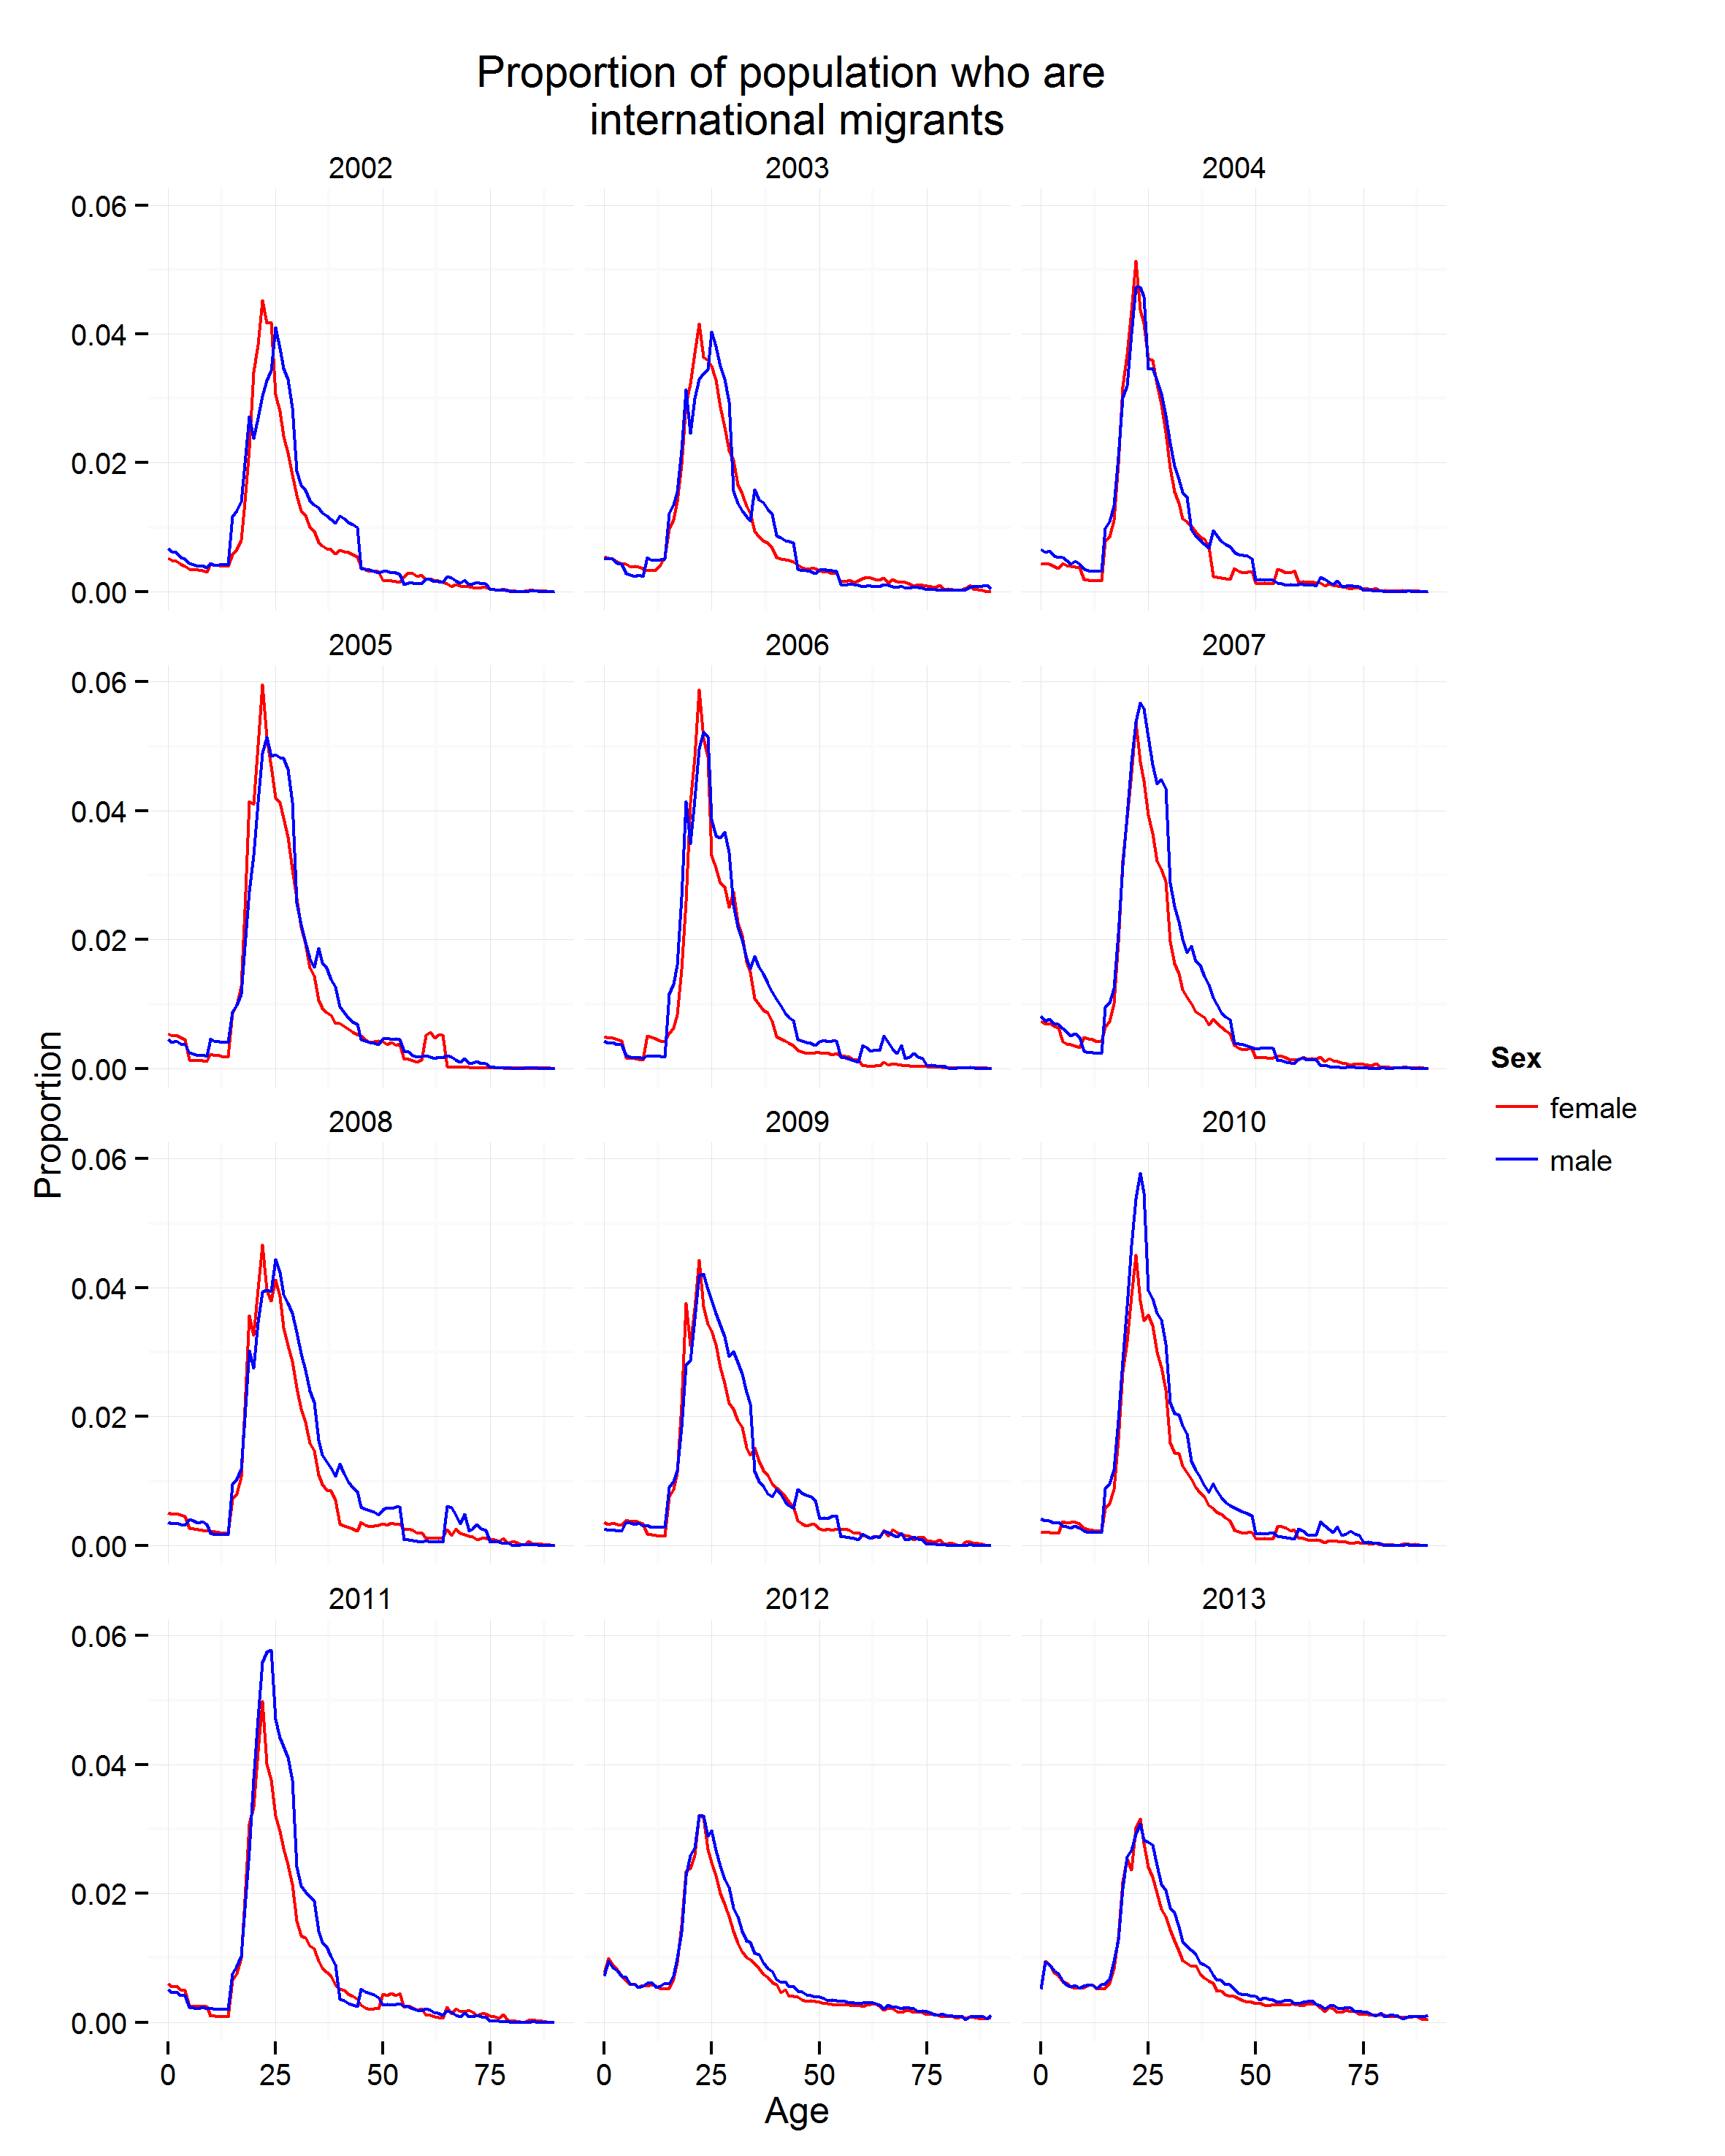 Proportion of population who are
international migrants
2002
2003
2004
0.06
0.04
0.02
0.00
2005
2006
2007
0.06
0.04
0.02
0.00
2008
2009
2010
0.06
0.04
0.02
0.00
2011
2012
2013
0.06
0.04
0.02
0.00
0 25 50 75
0 25 50 75
0 25 50 75
Age
Proportion
Sex
female
male